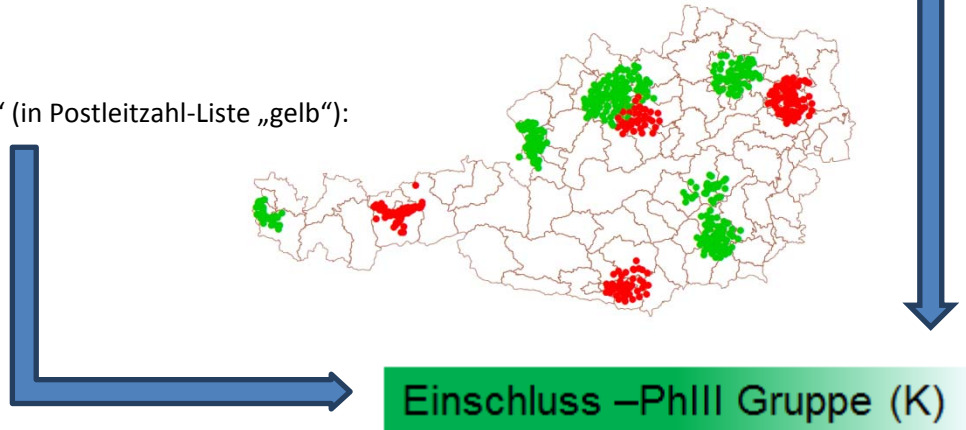 “ (in Postleitzahl-Liste „gelb“):
Einschluss –PhIII Gruppe (K)